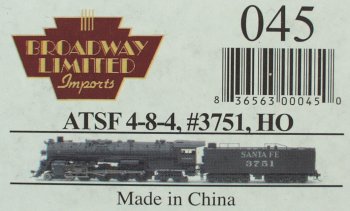 BROADWAY
LIMITED
Imports
045
8 36563 00045 0
ATSF 4-8-4, #3751, HO
SANTA FE
3751
Made in China